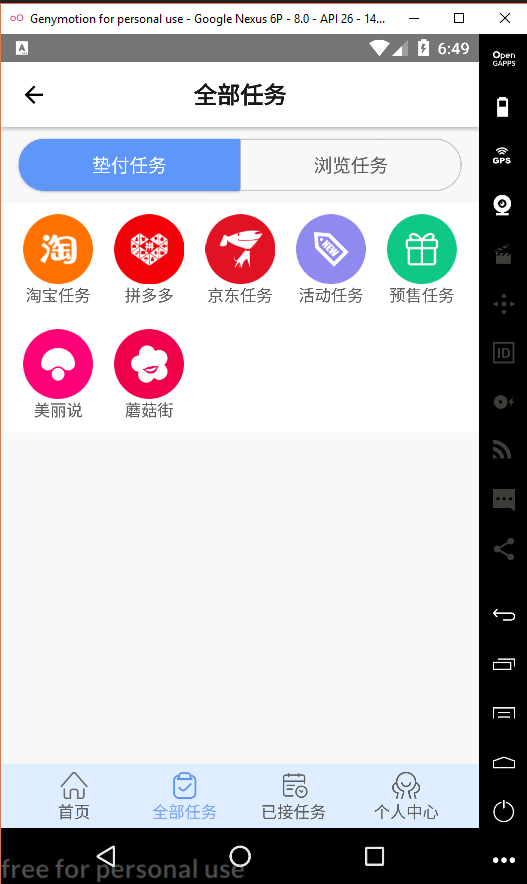 Genymotion for personal use - Google Nexus 6P - 8.0 - API 26 - 14...
Open
GAPPS
A
6:49
全部任务
GPS
垫付任务
浏览任务
淘
拼
NEW
淘宝任务
拼多多
京东任务
活动任务
预售任务
ID
美丽说
蘑菇街
首页
全部任务
已接任务
个人中心
free for personal use